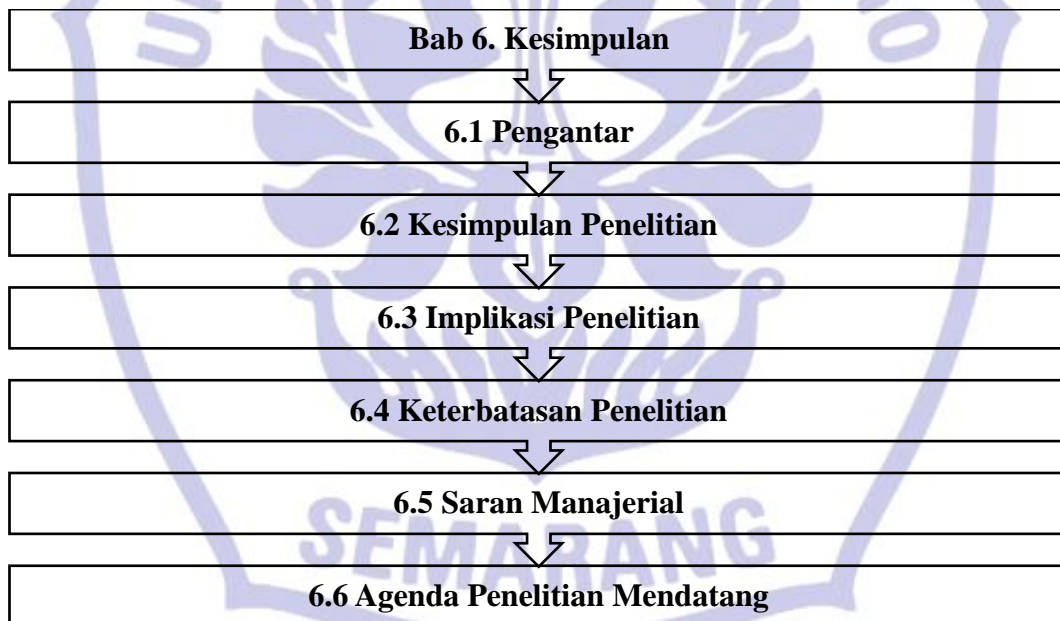 Bab 6. Kesimpulan
6.1 Pengantar
6.2 Kesimpulan Penelitian
6.3 Implikasi Penelitian
6.4 Keterbatasan Penelitian
6.5 Saran Manajerial
SEMARANG
6.6 Agenda Penelitian Mendatang